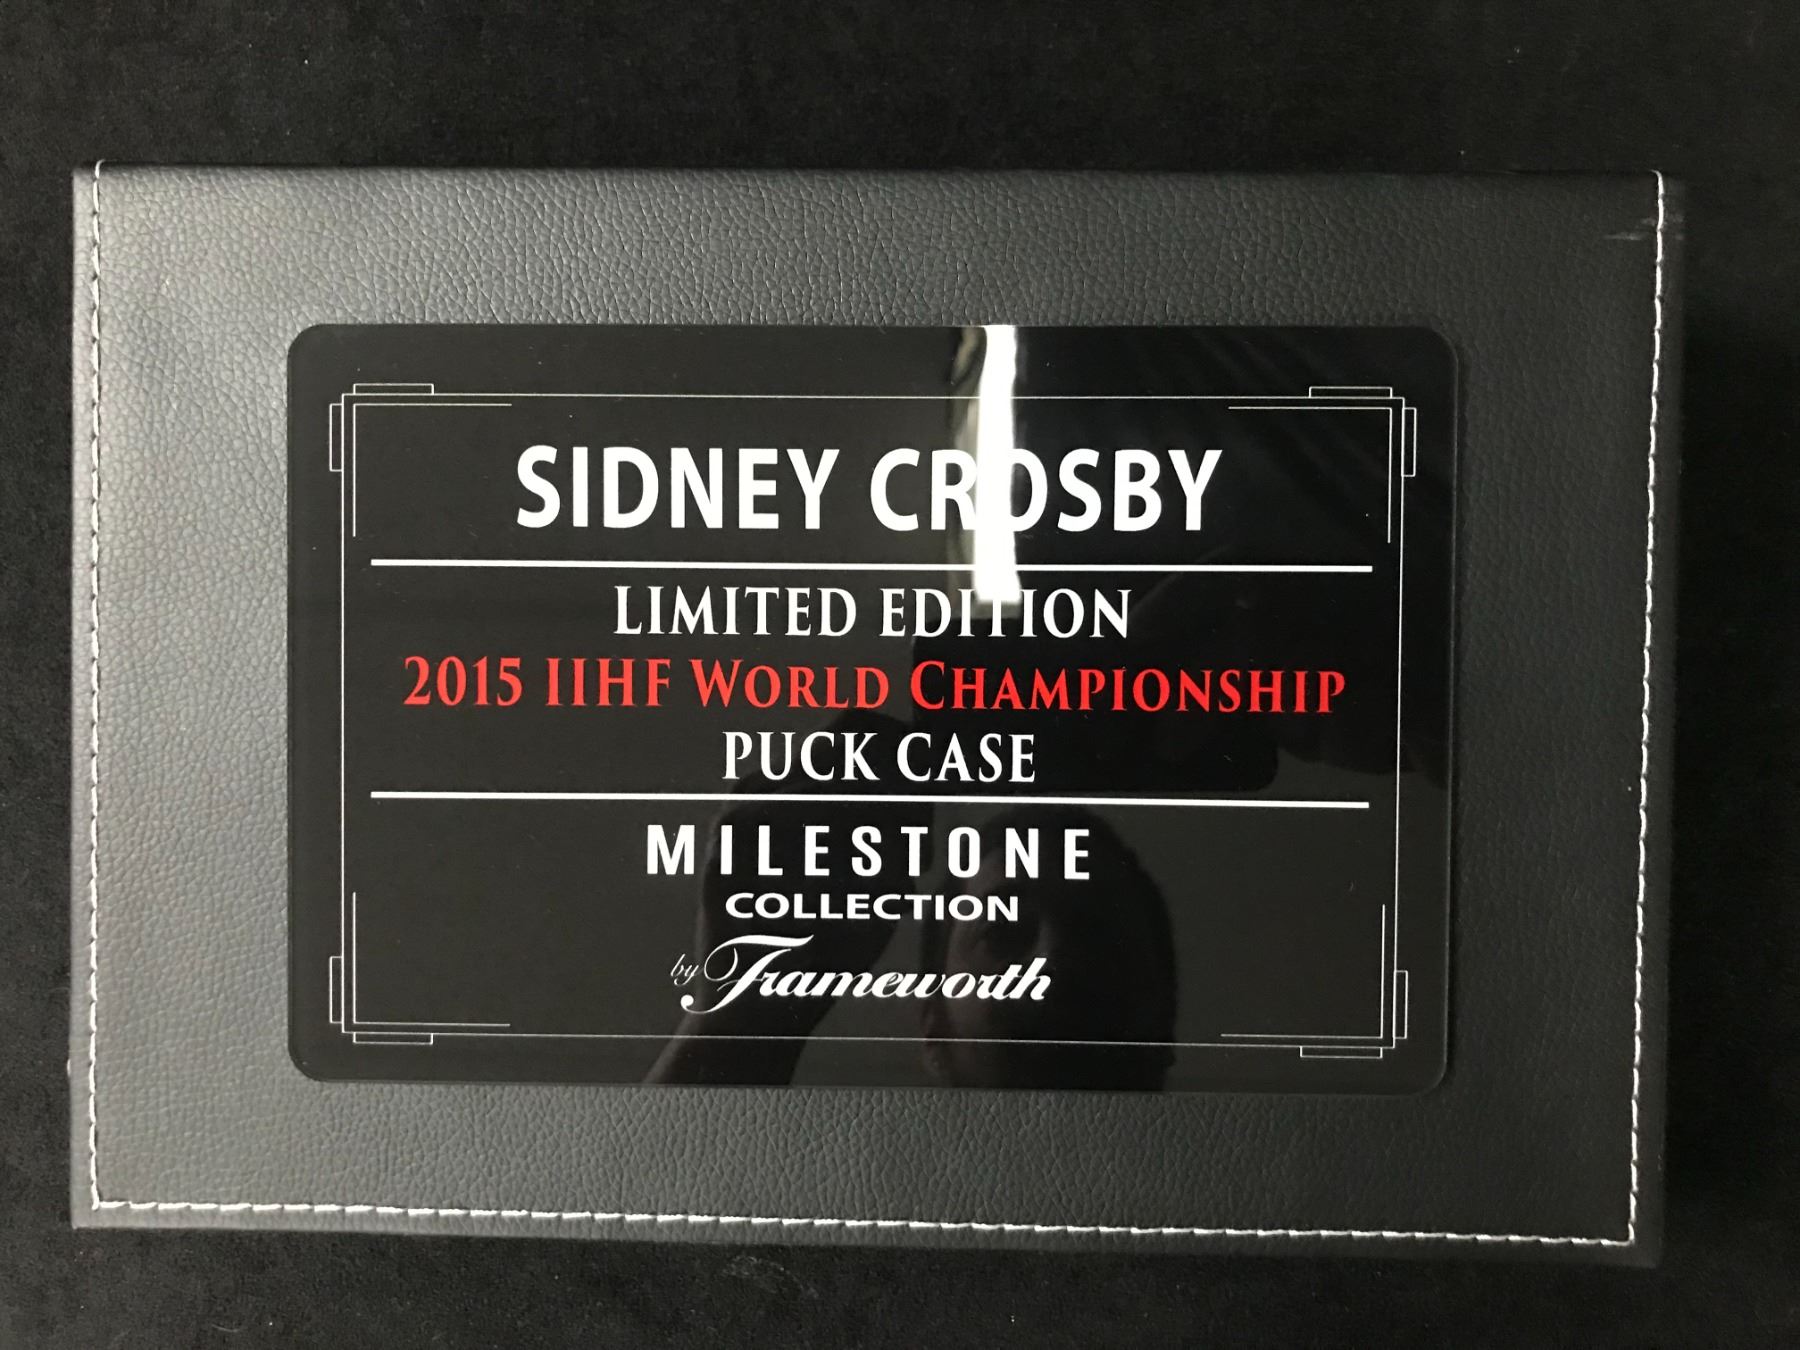 SIDNEY CROSBY
LIMITED EDITION
2015 IIHF WORLD CHAMPIONSHIP
PUCK CASE
MILESTONE
COLLECTION
by Frameworth